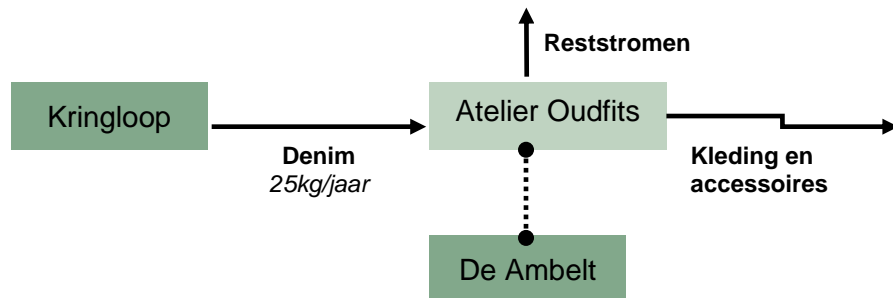 Reststromen
Kringloop
Atelier Oudfits
Denim
25kg/jaar
Kleding en
accessoires
De Ambelt